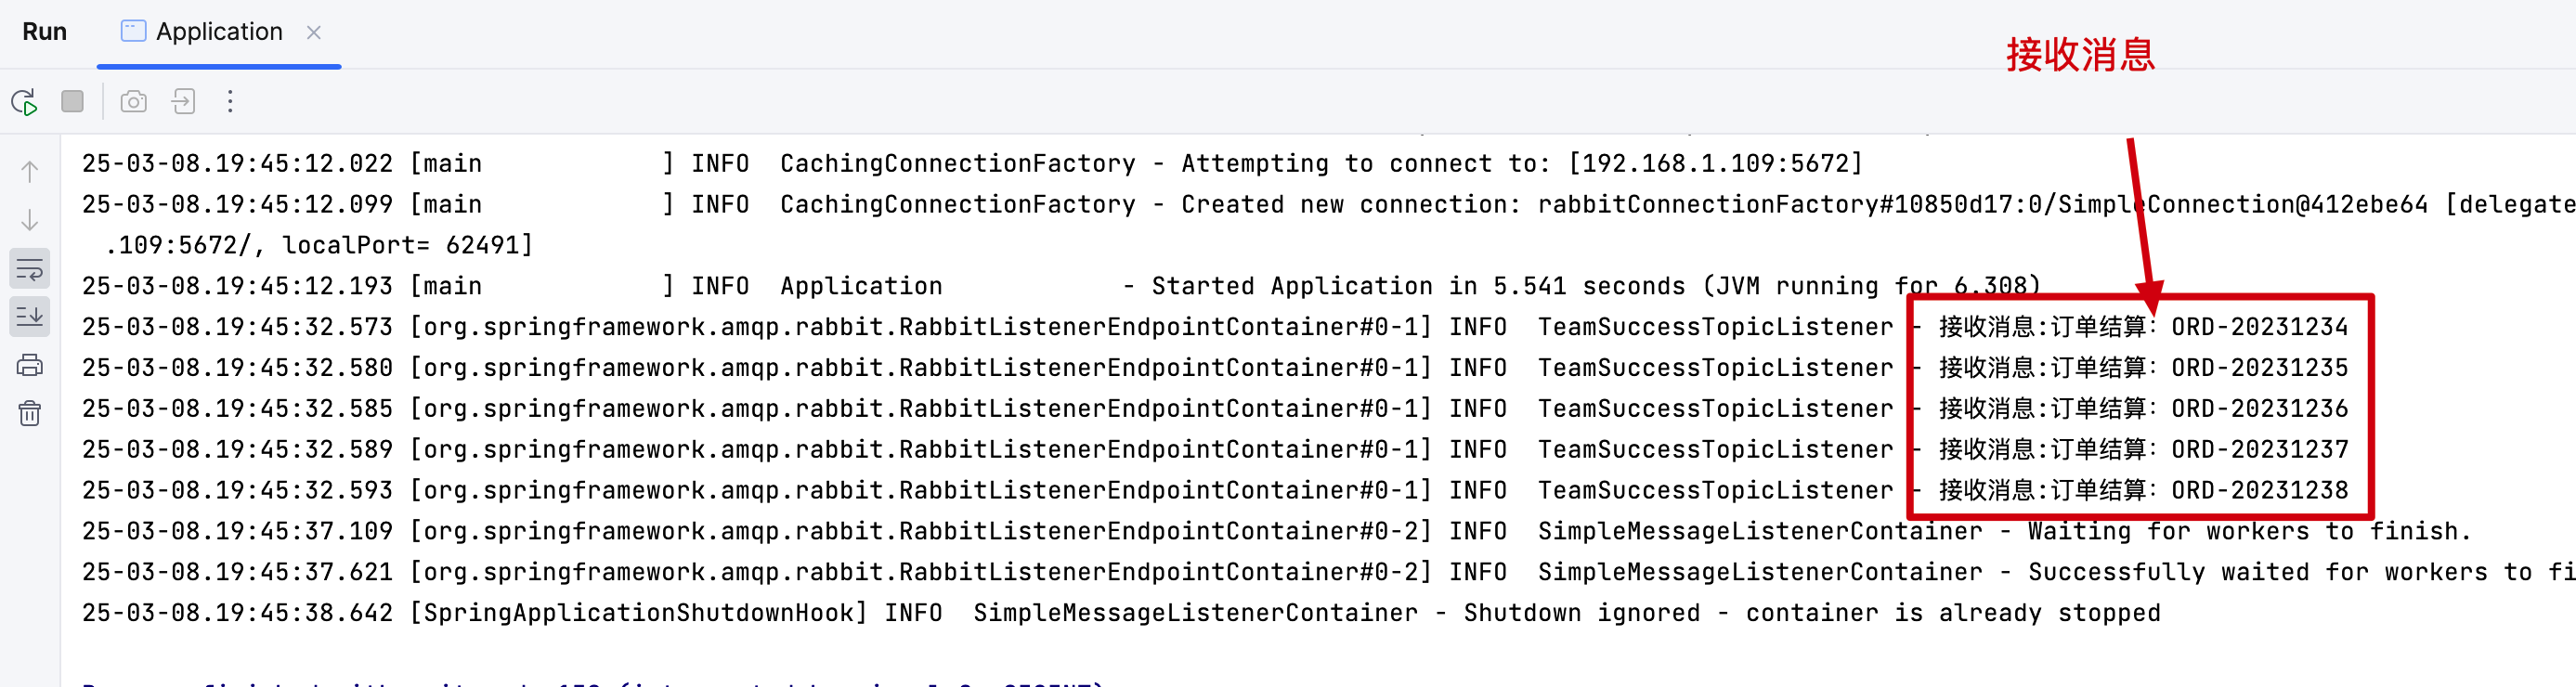 Run Application
接收消息
25-03-08.19:45:12.022 [main            ] INFO  CachingConnectionFactory - Attempting to connect to: [192.168.1.109:5672]
25-03-08.19:45:12.099 [main            ] INFO  CachingConnectionFactory - Created new connection: rabbitConnectionFactory#10850d17:0/SimpleConnection@412ebe64 [delegate
.109:5672/, localPort= 62491]
25-03-08.19:45:12.193 [main            ] INFO  Application            - Started Application in 5.541 seconds (JVM running for 6.308)
25-03-08.19:45:32.573 [org.springframework.amqp.rabbit.RabbitListenerEndpointContainer#0-1] INFO  TeamSuccessTopicListener - 接收消息:订单结算：ORD-20231234
25-03-08.19:45:32.580 [org.springframework.amqp.rabbit.RabbitListenerEndpointContainer#0-1] INFO  TeamSuccessTopicListener - 接收消息:订单结算：ORD-20231235
25-03-08.19:45:32.585 [org.springframework.amqp.rabbit.RabbitListenerEndpointContainer#0-1] INFO  TeamSuccessTopicListener - 接收消息:订单结算：ORD-20231236
25-03-08.19:45:32.589 [org.springframework.amqp.rabbit.RabbitListenerEndpointContainer#0-1] INFO  TeamSuccessTopicListener - 接收消息:订单结算：ORD-20231237
25-03-08.19:45:32.593 [org.springframework.amqp.rabbit.RabbitListenerEndpointContainer#0-1] INFO  TeamSuccessTopicListener - 接收消息:订单结算：ORD-20231238
25-03-08.19:45:37.109 [org.springframework.amqp.rabbit.RabbitListenerEndpointContainer#0-2] INFO  SimpleMessageListenerContainer - Waiting for workers to finish.
25-03-08.19:45:37.621 [org.springframework.amqp.rabbit.RabbitListenerEndpointContainer#0-2] INFO  SimpleMessageListenerContainer - Successfully waited for workers to fi
25-03-08.19:45:38.642 [SpringApplicationShutdownHook] INFO  SimpleMessageListenerContainer - Shutdown ignored - container is already stopped